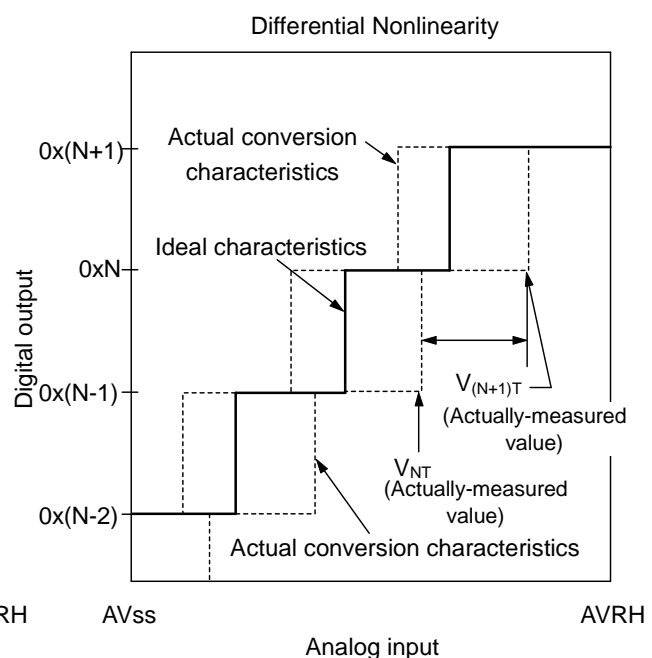 Differential Nonlinearity
0x(N+1)
Actual conversion
characteristics
Ideal characteristics
0xN
Digital output
0x(N-1)
V(N+1)T
(Actually-measured
value)
VNT
(Actually-measured
value)
0x(N-2)
Actual conversion characteristics
RH
AVss
AVRH
Analog input